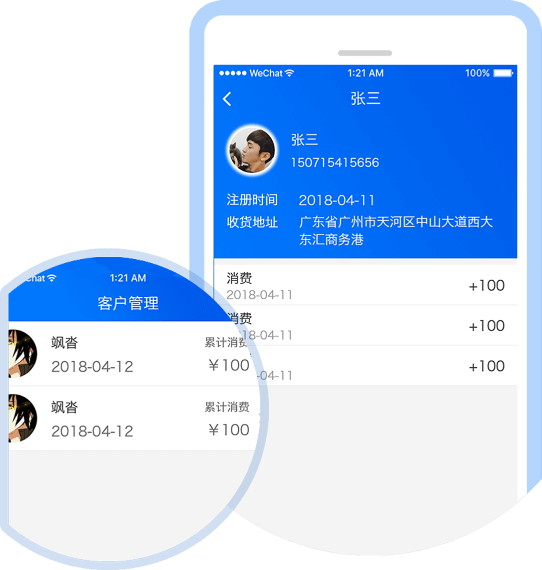 WeChat 1:21 AM 100%
张三
张三
150715415656
注册时间 2018-04-11
收货地址 广东省广州市天河区中山大道西大
东汇商务港
消费 +100
2018-04-11
消费 +100
18-04-11
+100
-04-11
Chat 1:21 AM
客户管理
飒沓 累计消费
2018-04-12 ￥100
飒沓 累计消费
2018-04-12 ￥100